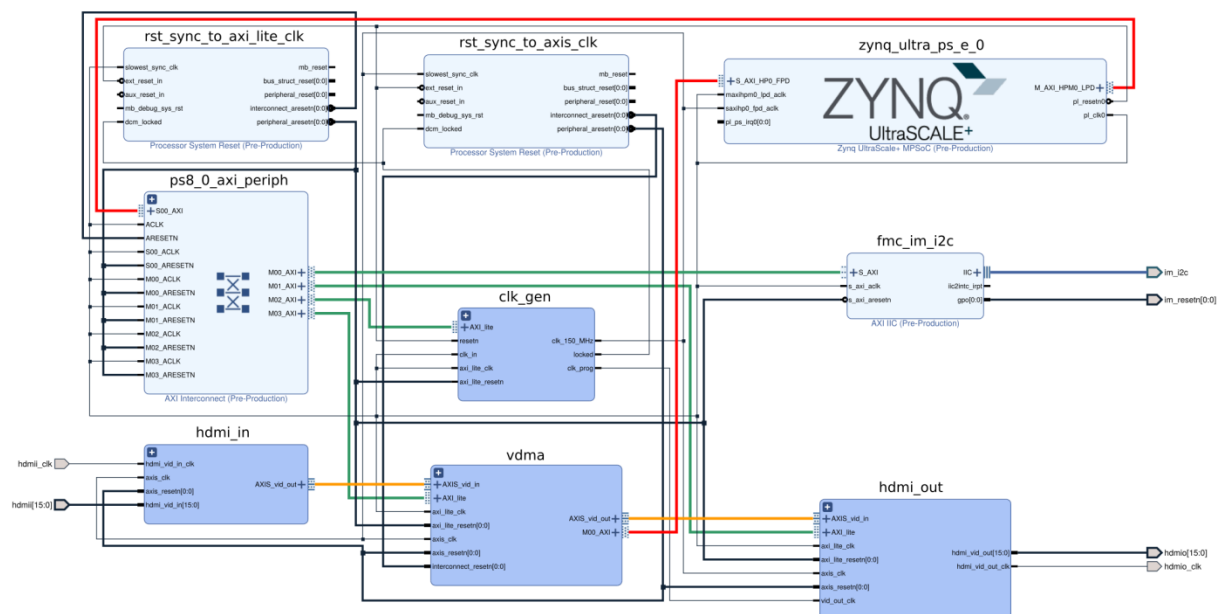 rst_sync_to_axi_lite_clk
slowest_sync_clk
ext_reset_in
aux_reset_in
mb_debug_sys_rst
dcm_locked
mb_reset
bus_struct_reset[0:0]
peripheral_reset[0:0]
interconnect_aresetn[0:0]
peripheral_aresetn[0:0]
Processor System Reset (Pre-Production)
rst_sync_to_axis_clk
slowest_sync_clk
ext_reset_in
aux_reset_in
mb_debug_sys_rst
dcm_locked
mb_reset
bus_struct_reset[0:0]
peripheral_reset[0:0]
interconnect_aresetn[0:0]
peripheral_aresetn[0:0]
Processor System Reset (Pre-Production)
zynq_ultra_ps_e_0
S_AXI_HP0_FPD
maxihpm0_lpd_aclk
saxihp0_fpd_aclk
pl_ps_irq0[0:0]
ZYNQ
UltraSCALE+
M_AXI_HPM0_LPD
pl_resetn0
pl_clk0
Zynq UltraScale+ MPSoC (Pre-Production)
ps8_0_axi_periph
S00_AXI
ACLK
ARESETN
S00_ACLK
S00_ARESETN
M00_ACLK
M00_ARESETN
M01_ACLK
M01_ARESETN
M02_ACLK
M02_ARESETN
M03_ACLK
M03_ARESETN
M00_AXI
M01_AXI
M02_AXI
M03_AXI
AXI Interconnect (Pre-Production)
clk_gen
AXI_lite
resetn
clk_in
axi_lite_clk
axi_lite_resetn
clk_150_MHz
locked
clk_prog
fmc_im_i2c
S_AXI
s_axi_aclk
s_axi_aresetn
IIC
iic2intc_irpt
gpo[0:0]
AXI IIC (Pre-Production)
im_i2c
im_resetn[0:0]
hdmii_clk
hdmii[15:0]
hdmi_in
hdmi_vid_in_clk
axis_clk
axis_resetn[0:0]
hdmi_vid_in[15:0]
AXIS_vid_out
vdma
AXIS_vid_in
AXI_lite
axi_lite_clk
axi_lite_resetn[0:0]
axis_clk
axis_resetn[0:0]
interconnect_resetn[0:0]
AXIS_vid_out
M00_AXI
hdmi_out
AXIS_vid_in
AXI_lite
axi_lite_clk
axi_lite_resetn[0:0]
axis_clk
axis_resetn[0:0]
vid_out_clk
hdmi_vid_out[15:0]
hdmi_vid_out_clk
hdmio[15:0]
hdmio_clk